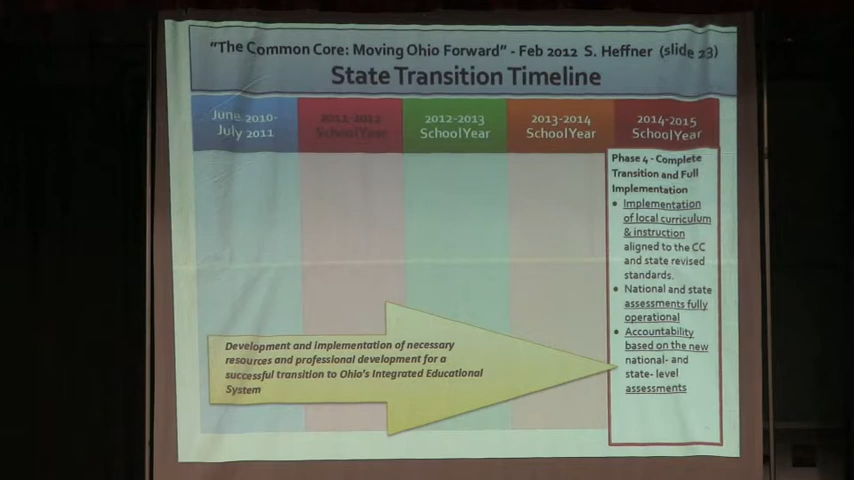 "The Common Core: Moving Ohio Forward" - Feb 2012 S. Heffner (slide 23)
State Transition Timeline
June 2010-
July 2011
2011-2012
School Year
2012-2013
School Year
2013-2014
School Year
2014-2015
School Year
Phase 4 - Complete
Transition and Full
Implementation
• Implementation
of local curriculum
& instruction
aligned to the CC
and state revised
standards.
• National and state
assessments fully
operational
• Accountability
based on the new
national- and
state- level
assessments
Development and implementation of necessary
resources and professional development for a
successful transition to Ohio's Integrated Educational
System